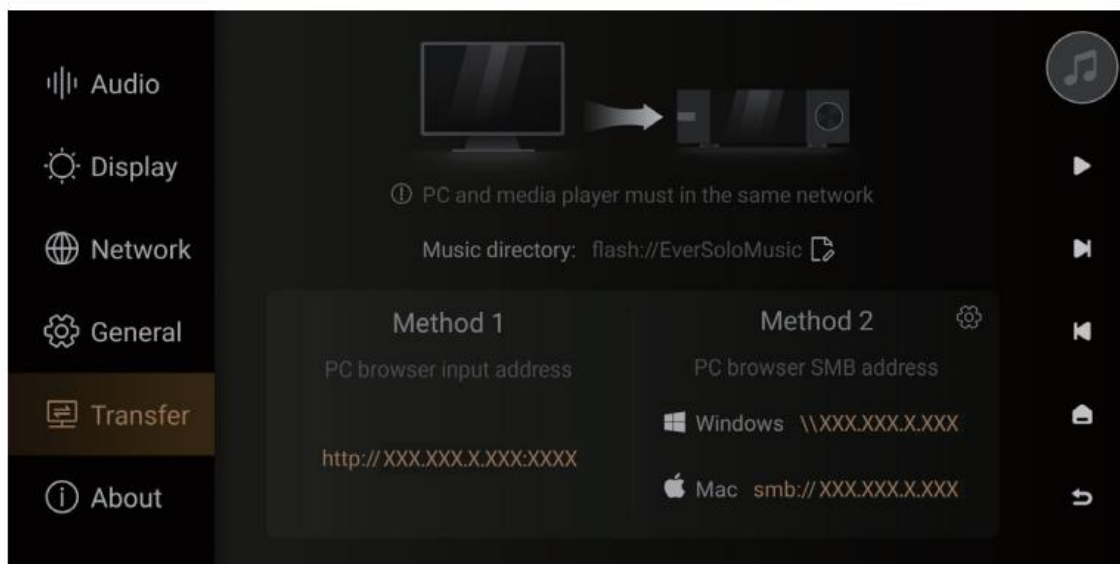 Audio
Display
Network
General
Transfer
About
PC and media player must in the same network
Music directory: flash://EverSoloMusic
Method 1
PC browser input address
http://XXX.XXX.X.XXX:XXXX
Method 2
PC browser SMB address
Windows \\XXX.XXX.X.XXX
Mac smb://XXX.XXX.X.XXX